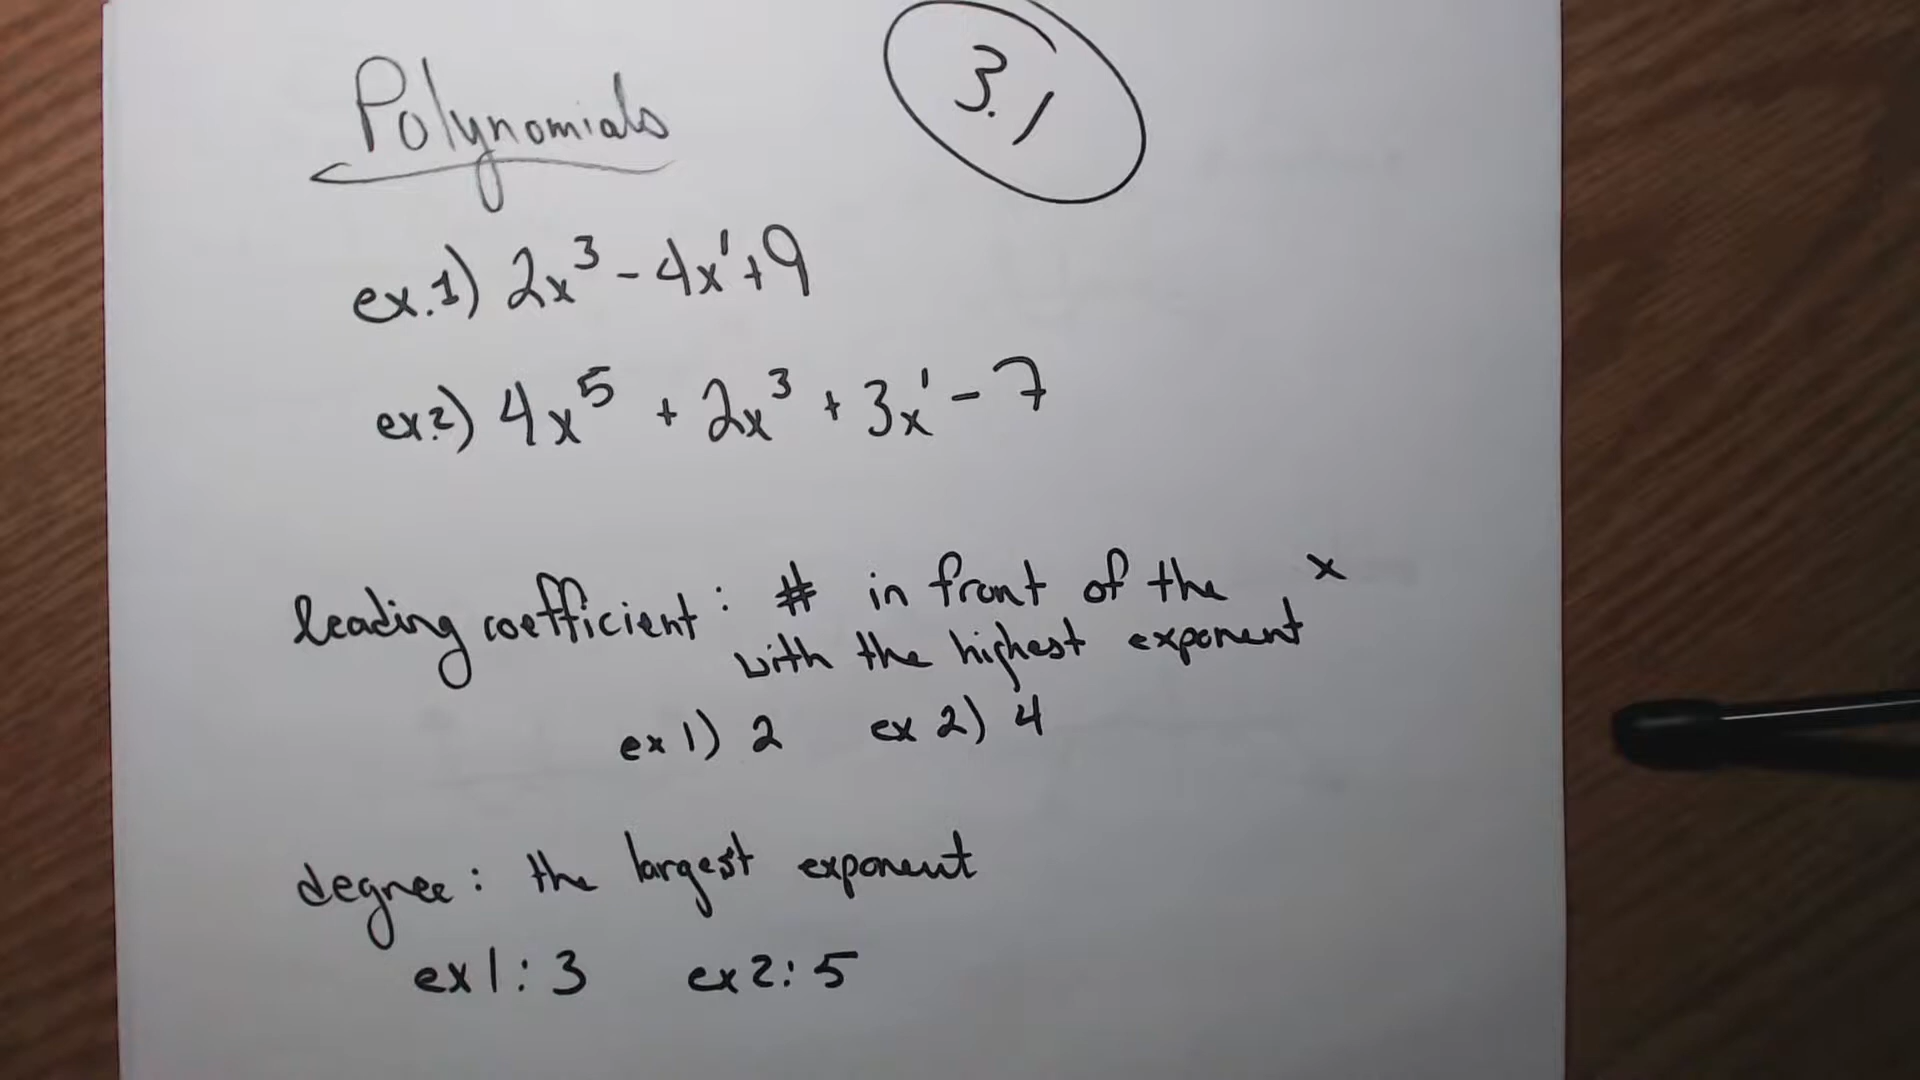 Polynomials
3.1
ex.1) 2x³ - 4x¹ + 9
ex.2) 4x⁵ + 2x³ + 3x¹ - 7
leading coefficient : # in front of the x
with the highest exponent
ex 1) 2 ex 2) 4
degree : the largest exponent
ex 1 : 3 ex 2 : 5